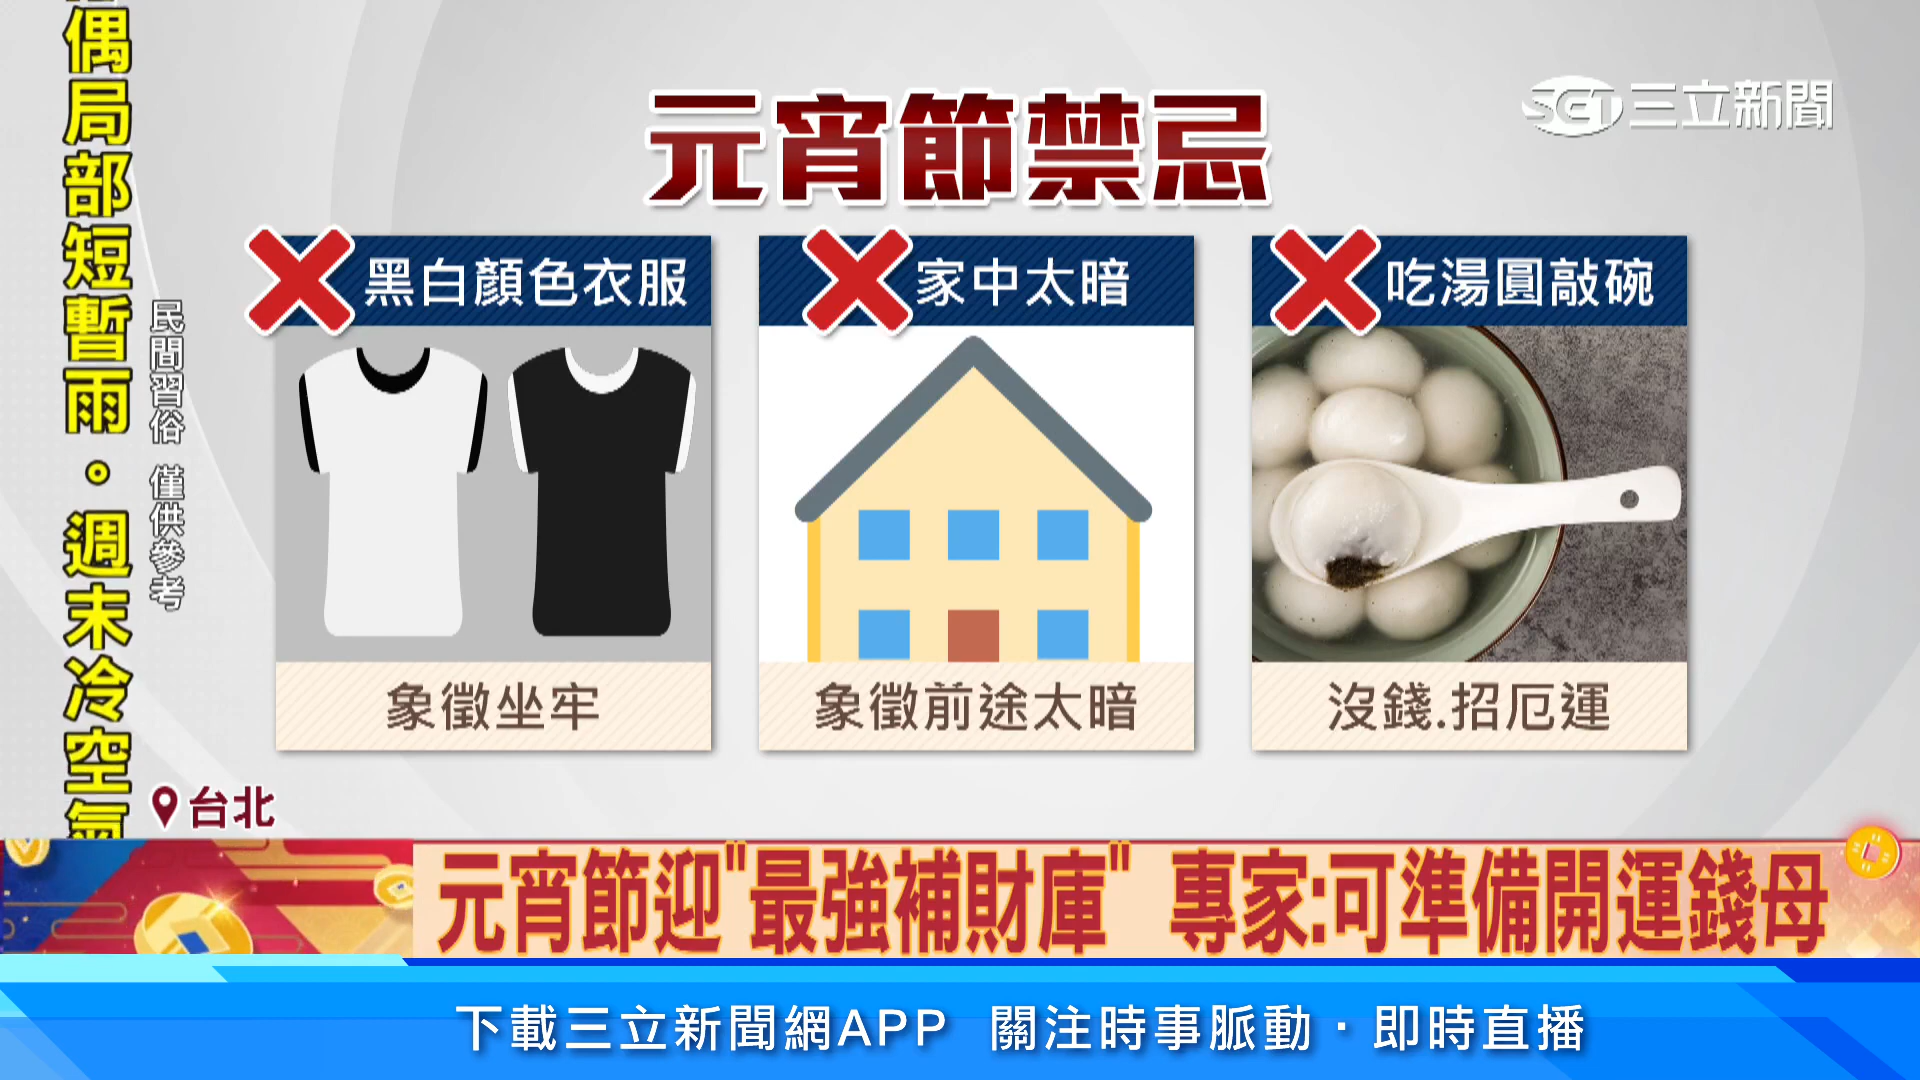 偶局部短暫雨。週末冷空氣
民間習俗 僅供參考
元宵節禁忌
SET三立新聞
黑白顏色衣服
象徵坐牢
家中太暗
象徵前途太暗
吃湯圓敲碗
沒錢.招厄運
台北
元宵節迎"最強補財庫" 專家:可準備開運錢母
下載三立新聞網APP 關注時事脈動·即時直播